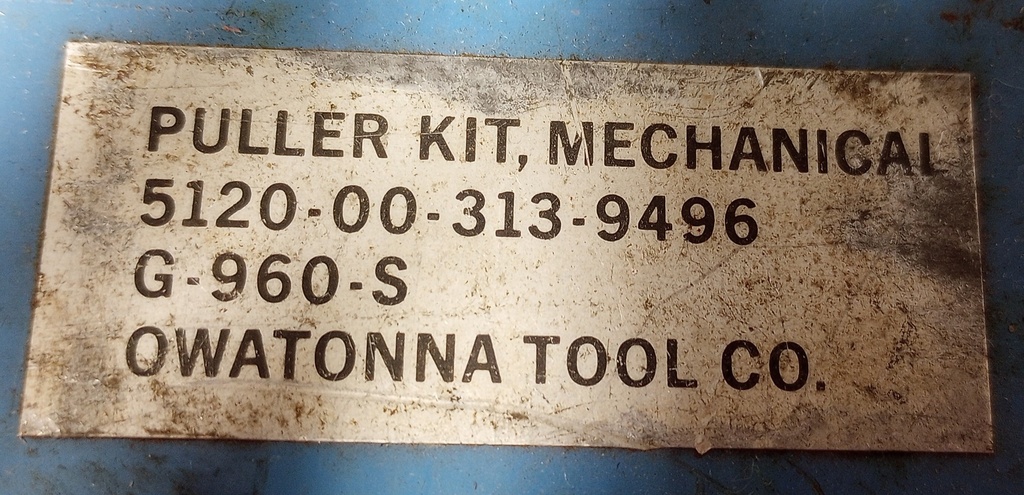 PULLER KIT, MECHANICAL
5120-00-313-9496
G-960-S
OWATONNA TOOL CO.